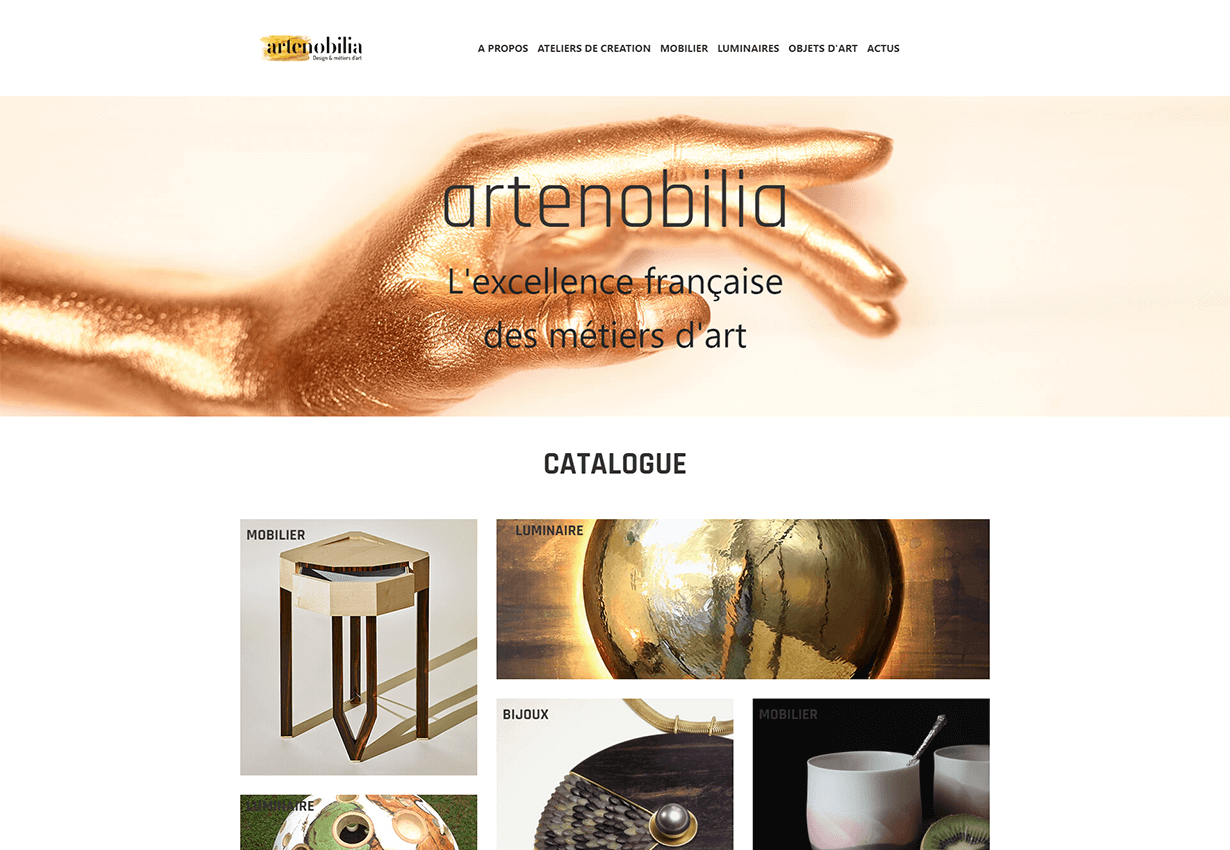 artenobilia
Design & métiers d'art
A PROPOS ATELIERS DE CREATION MOBILIER LUMINAIRES OBJETS D'ART ACTUS
artenobilia
L'excellence française
des métiers d'art
CATALOGUE
MOBILIER
LUMINAIRE
BIJOUX
MOBILIER
LUMINAIRE